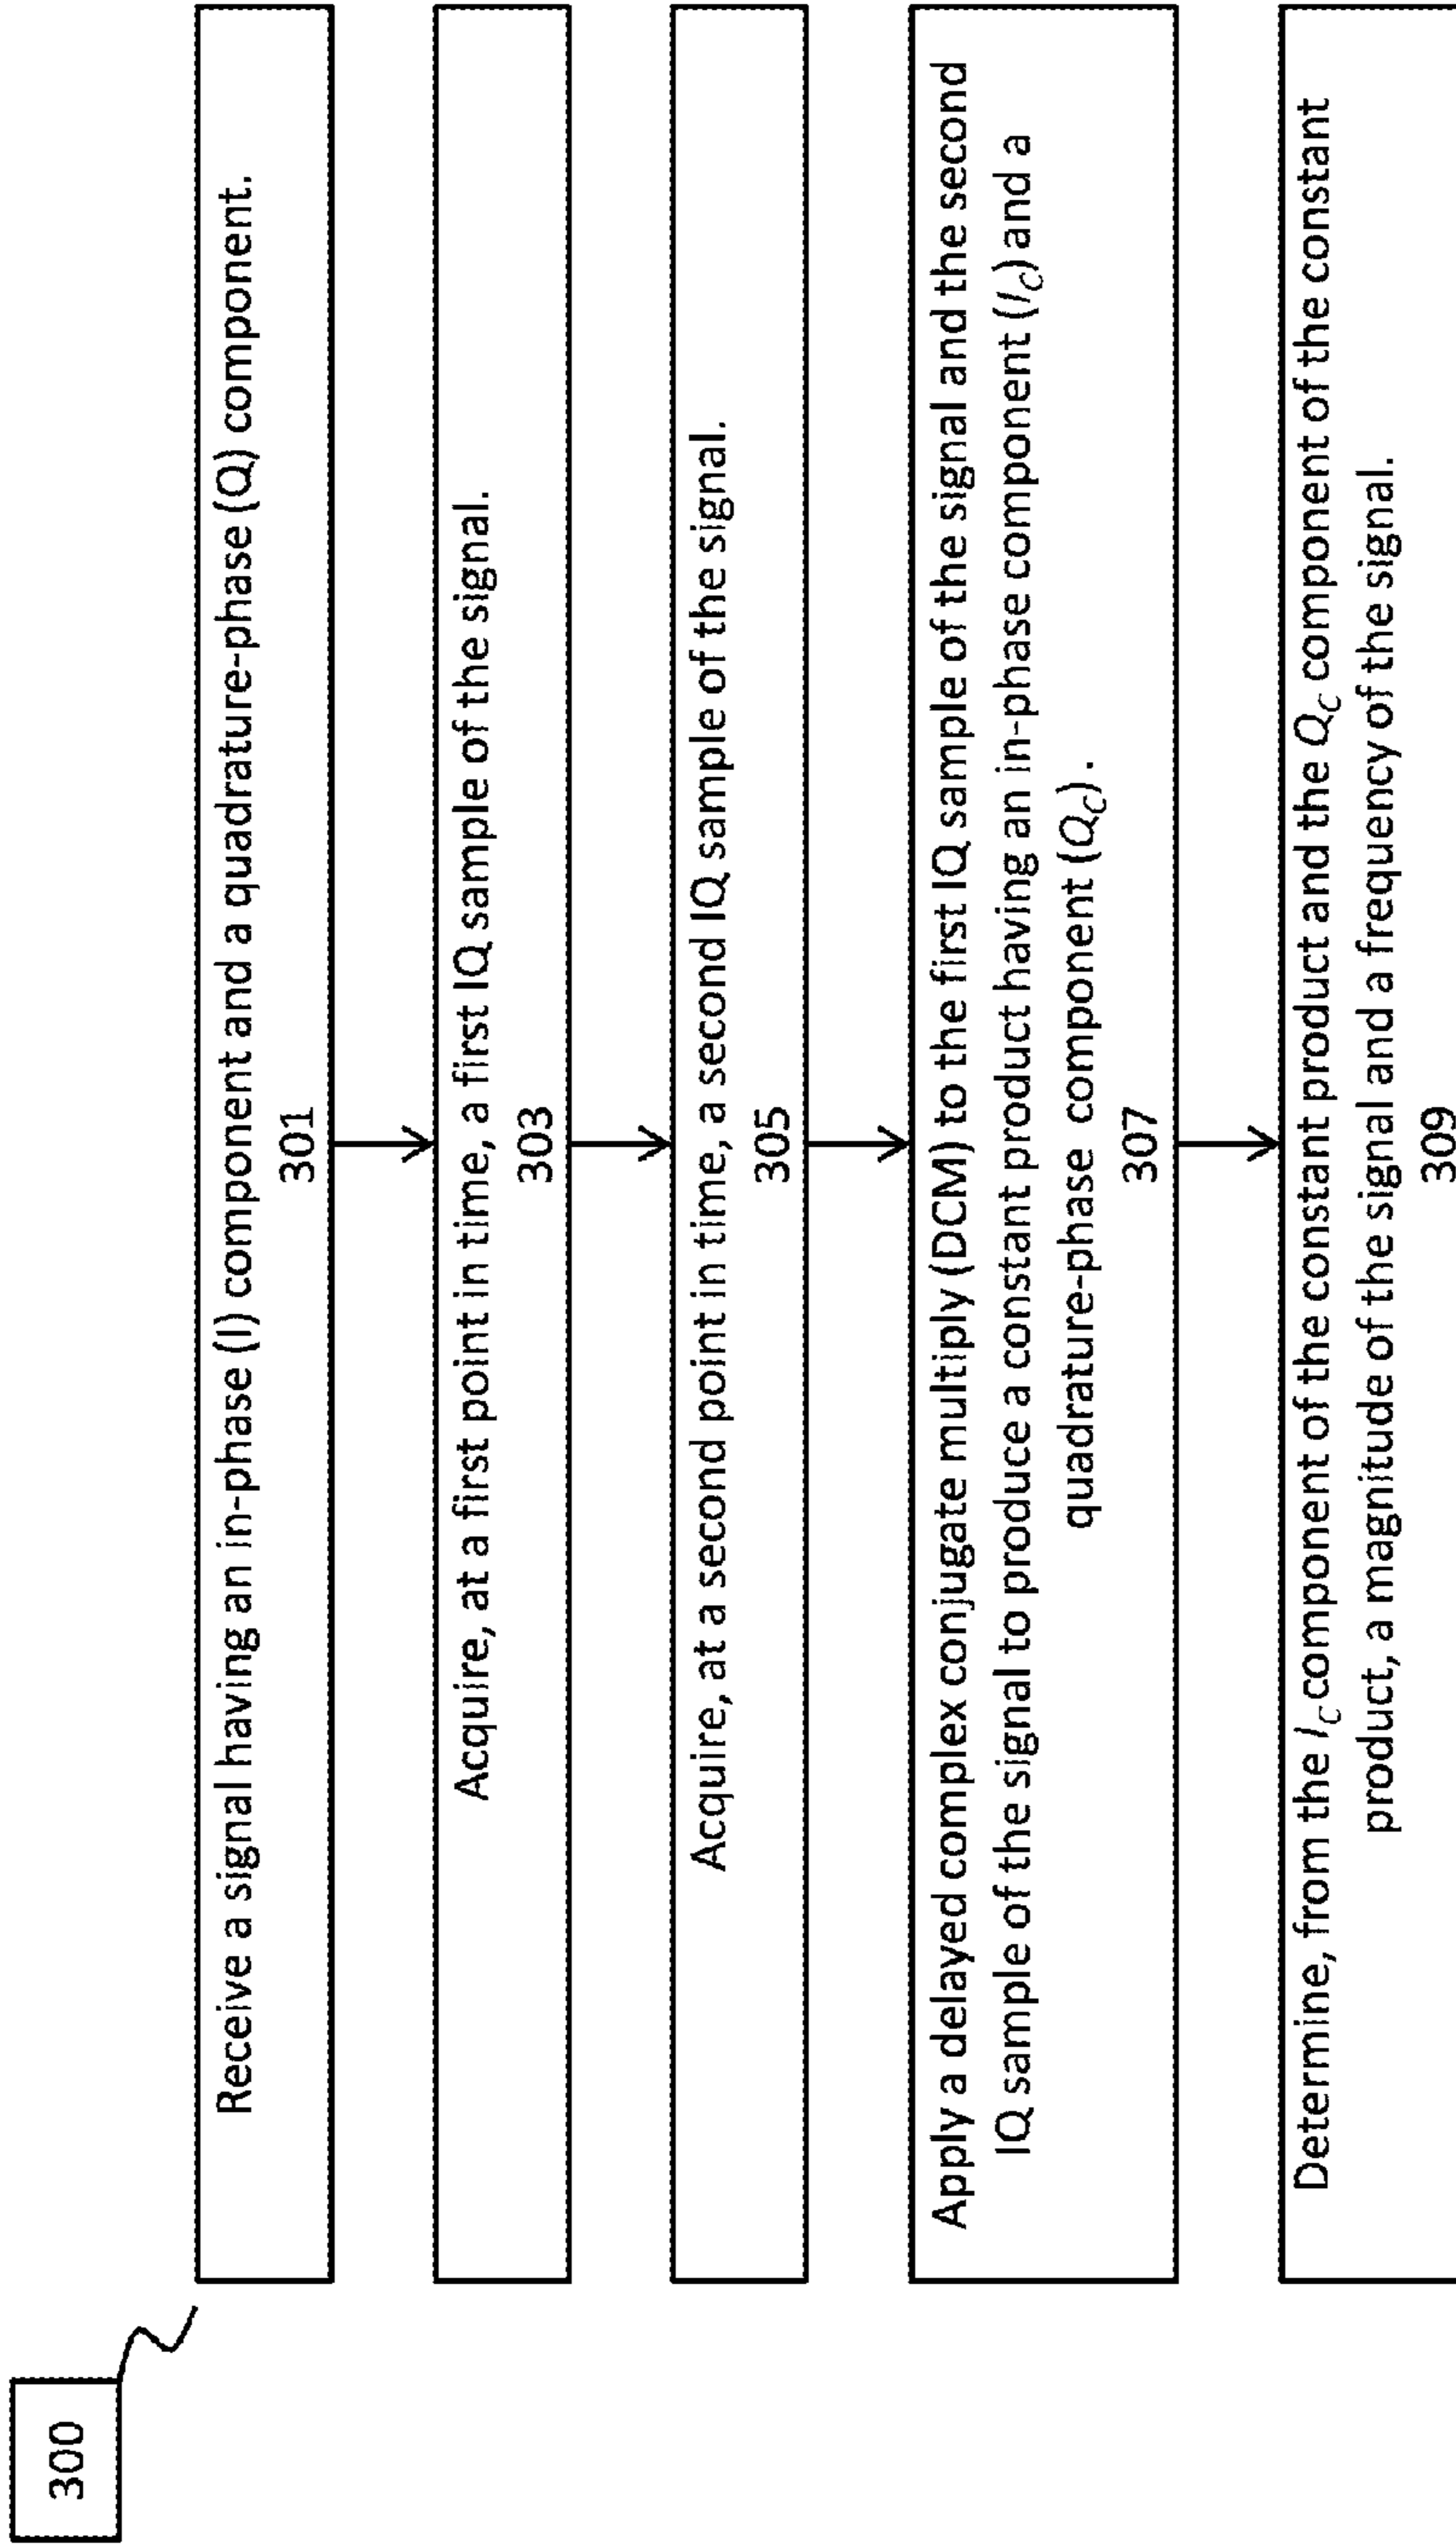 300
Receive a signal having an in-phase (I) component and a quadrature-phase (Q) component.
301
Acquire, at a first point in time, a first IQ sample of the signal.
303
Acquire, at a second point in time, a second IQ sample of the signal.
305
Apply a delayed complex conjugate multiply (DCM) to the first IQ sample of the signal and the second
IQ sample of the signal to produce a constant product having an in-phase component (I_C) and a
quadrature-phase component (Q_C).
307
Determine, from the I_C component of the constant product and the Q_C component of the constant
product, a magnitude of the signal and a frequency of the signal.
309